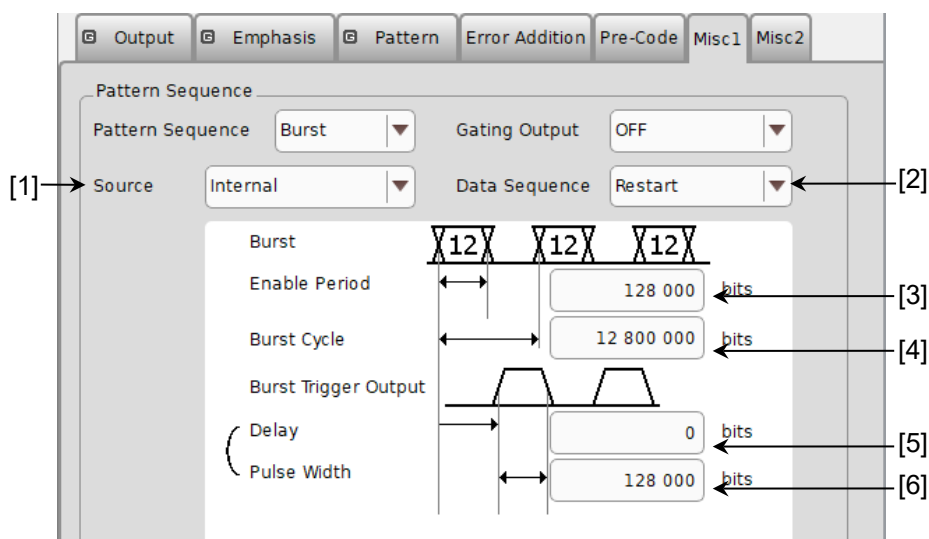 G Output G Emphasis G Pattern Error Addition Pre-Code Misc1 Misc2
Pattern Sequence
Pattern Sequence Burst Gating Output OFF
[1] Source Internal Data Sequence Restart [2]
Burst 12 12 12
Enable Period 128 000 bits [3]
Burst Cycle 12 800 000 bits [4]
Burst Trigger Output
Delay 0 bits [5]
Pulse Width 128 000 bits [6]